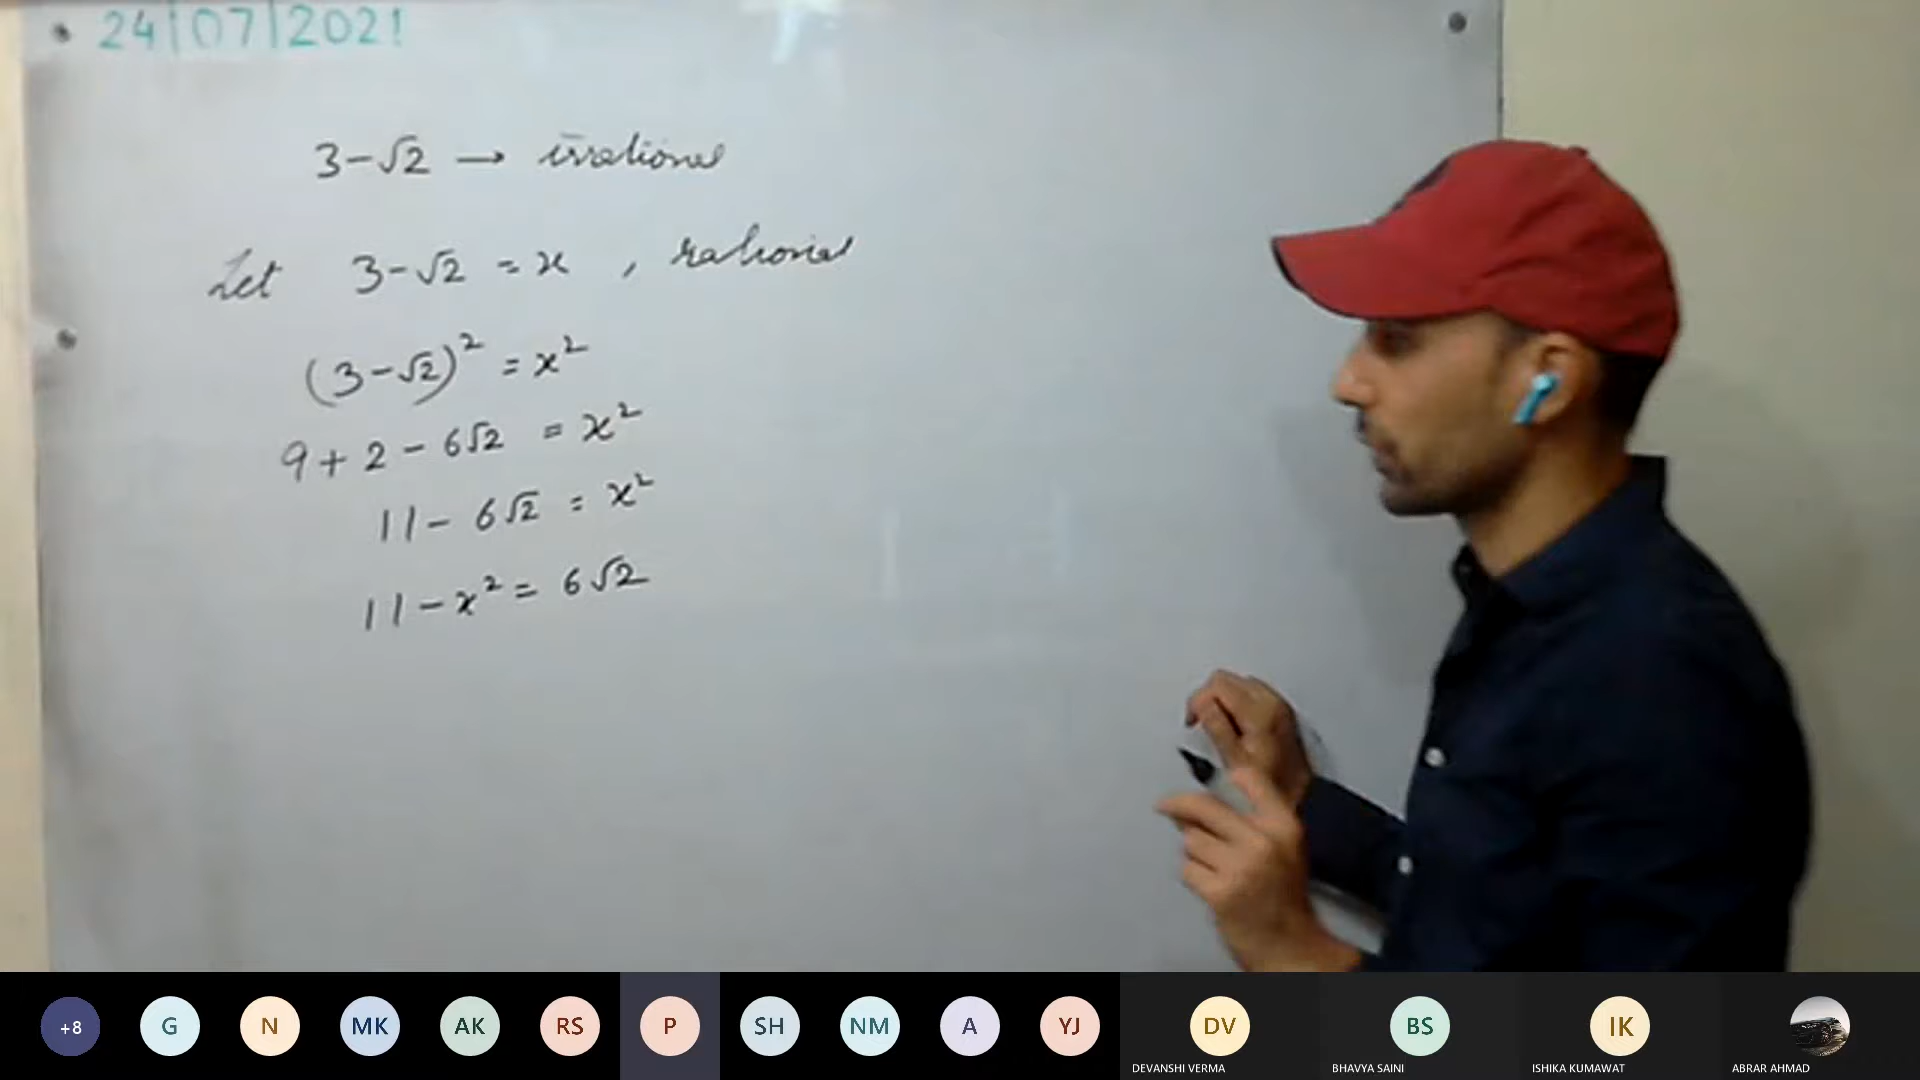 24|07|2021
3-√2 → irrational
Let 3-√2 = x , rational
(3-√2)² = x²
9+2-6√2 = x²
11-6√2 = x²
11-x² = 6√2
+8 G N MK AK RS P SH NM A YJ DV BS IK
DEVANSHI VERMA BHAVYA SAINI ISHIKA KUMAWAT ABRAR AHMAD